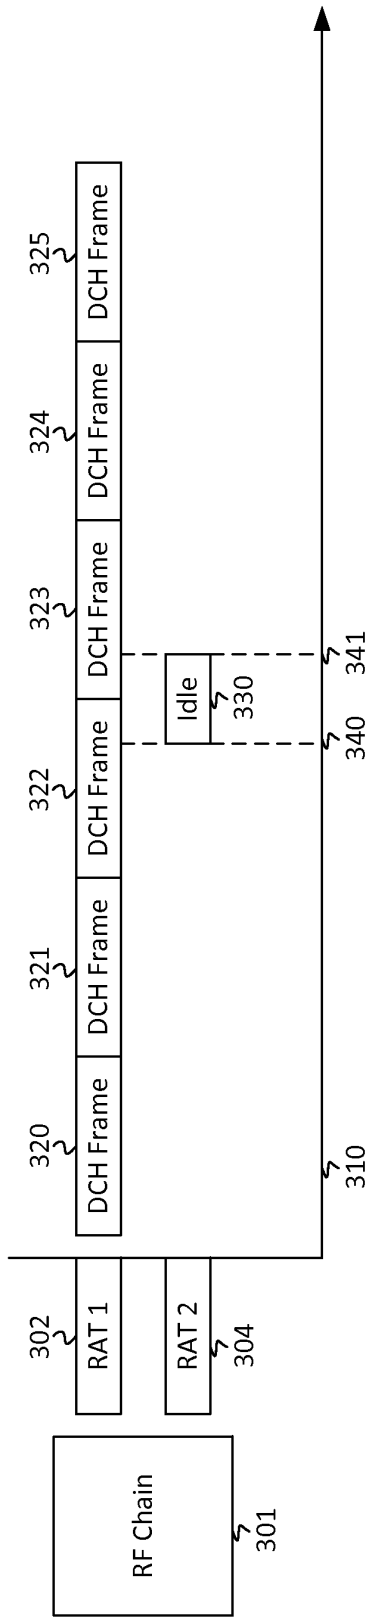 320
321
322
323
324
325
302
RAT 1
DCH Frame
DCH Frame
DCH Frame
DCH Frame
DCH Frame
DCH Frame
RF Chain
301
RAT 2
304
Idle
330
310
340
341